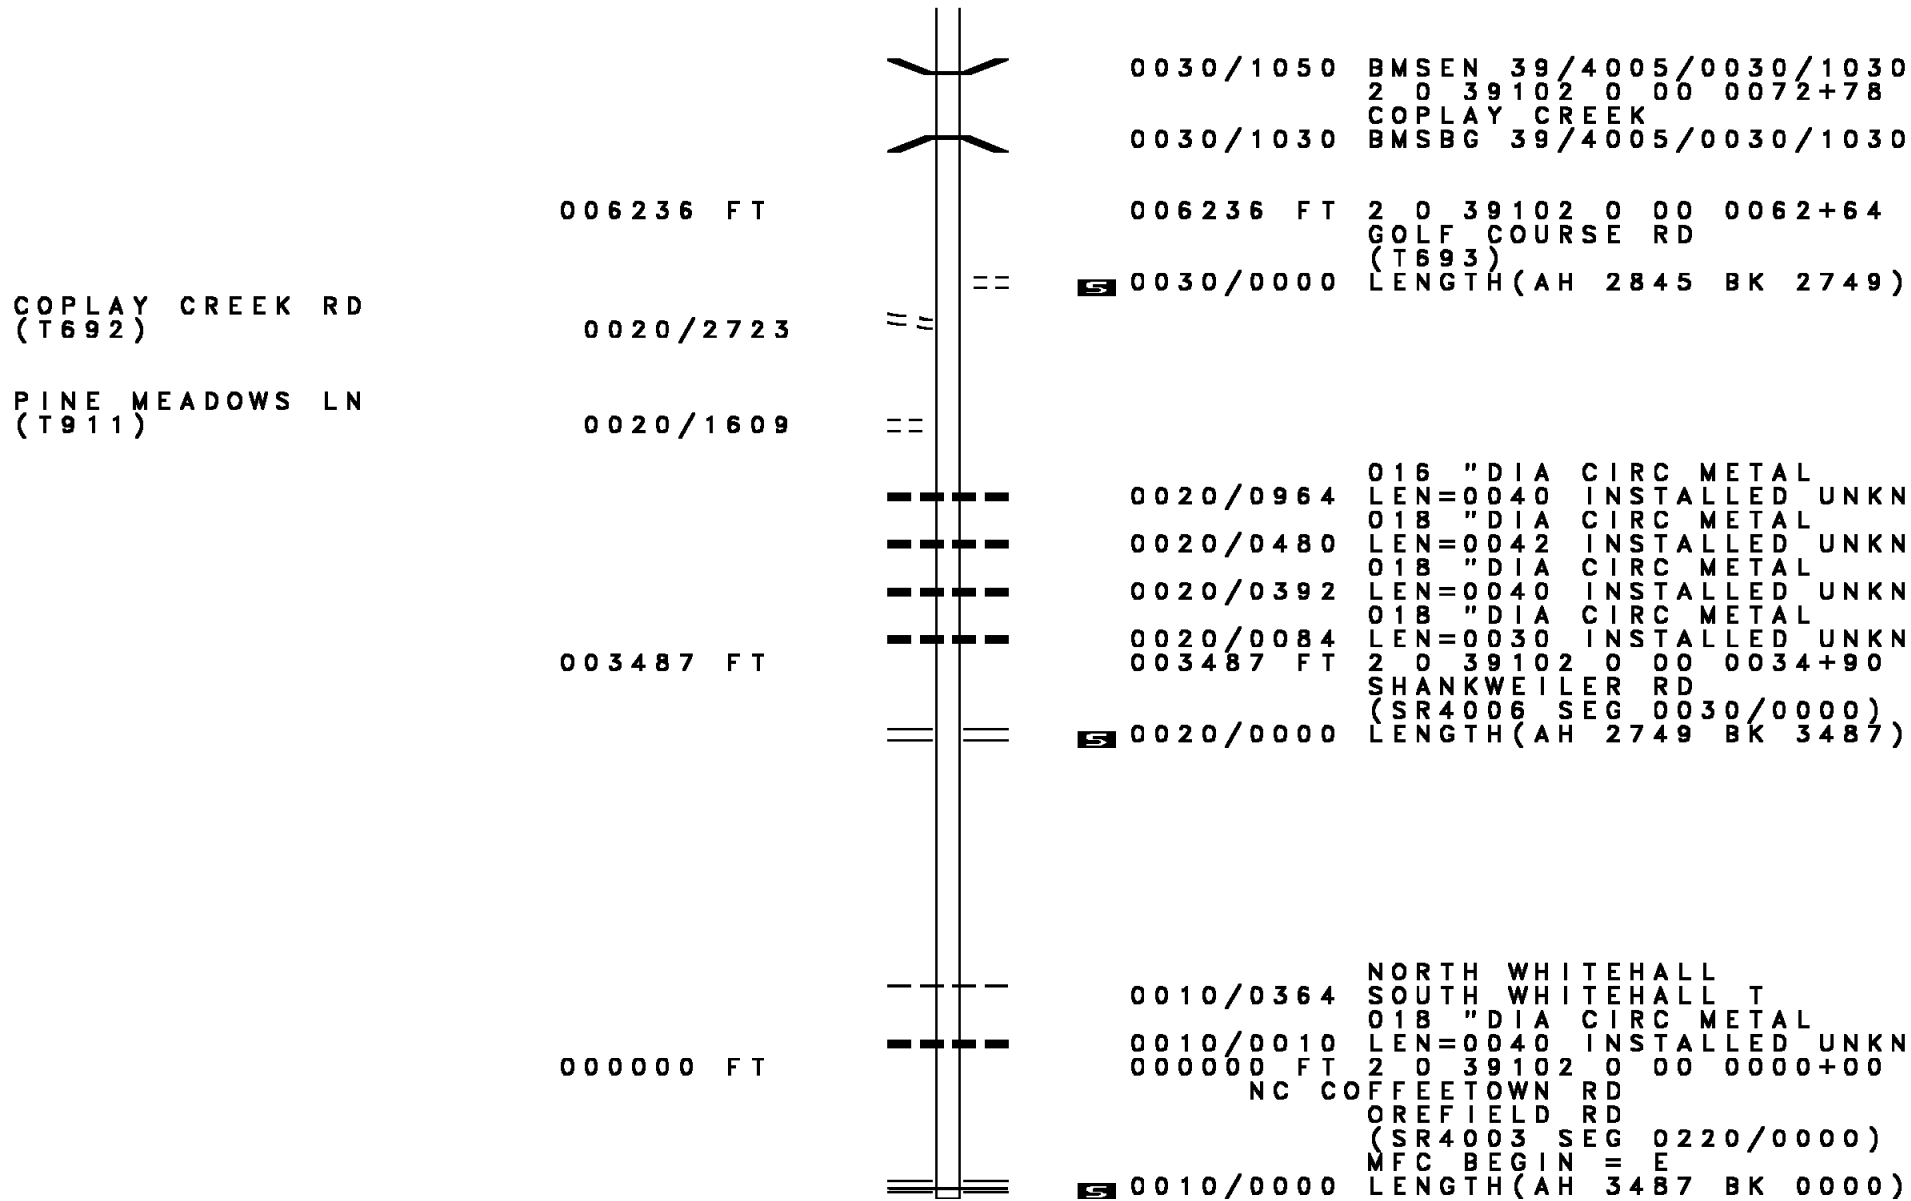 0030/1050 BMSEN 39/4005/0030/1030
2 0 39102 0 00 0072+78
COPLAY CREEK
0030/1030 BMSBG 39/4005/0030/1030
006236 FT 006236 FT 2 0 39102 0 00 0062+64
GOLF COURSE RD
(T693)
S 0030/0000 LENGTH(AH 2845 BK 2749)
COPLAY CREEK RD
(T692) 0020/2723
PINE MEADOWS LN
(T911) 0020/1609
016 "DIA CIRC METAL
0020/0964 LEN=0040 INSTALLED UNKN
018 "DIA CIRC METAL
0020/0480 LEN=0042 INSTALLED UNKN
018 "DIA CIRC METAL
0020/0392 LEN=0040 INSTALLED UNKN
018 "DIA CIRC METAL
0020/0084 LEN=0030 INSTALLED UNKN
003487 FT 003487 FT 2 0 39102 0 00 0034+90
SHANKWEILER RD
(SR4006 SEG 0030/0000)
S 0020/0000 LENGTH(AH 2749 BK 3487)
NORTH WHITEHALL
0010/0364 SOUTH WHITEHALL T
018 "DIA CIRC METAL
0010/0010 LEN=0040 INSTALLED UNKN
000000 FT 000000 FT 2 0 39102 0 00 0000+00
NC COFFEETOWN RD
OREFIELD RD
(SR4003 SEG 0220/0000)
MFC BEGIN = E
S 0010/0000 LENGTH(AH 3487 BK 0000)